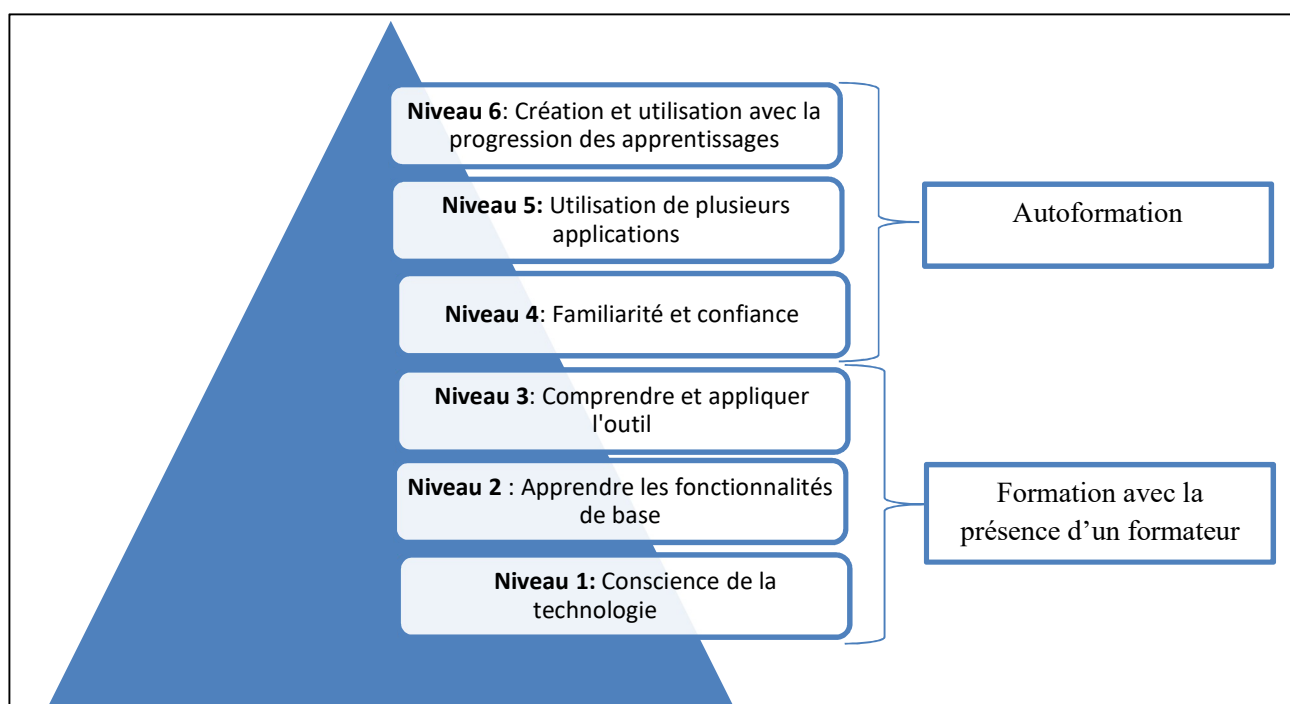 Niveau 6: Création et utilisation avec la
progression des apprentissages
Niveau 5: Utilisation de plusieurs
applications
Autoformation
Niveau 4: Familiarité et confiance
Niveau 3: Comprendre et appliquer
l'outil
Niveau 2 : Apprendre les fonctionnalités
de base
Formation avec la
présence d’un formateur
Niveau 1: Conscience de la
technologie